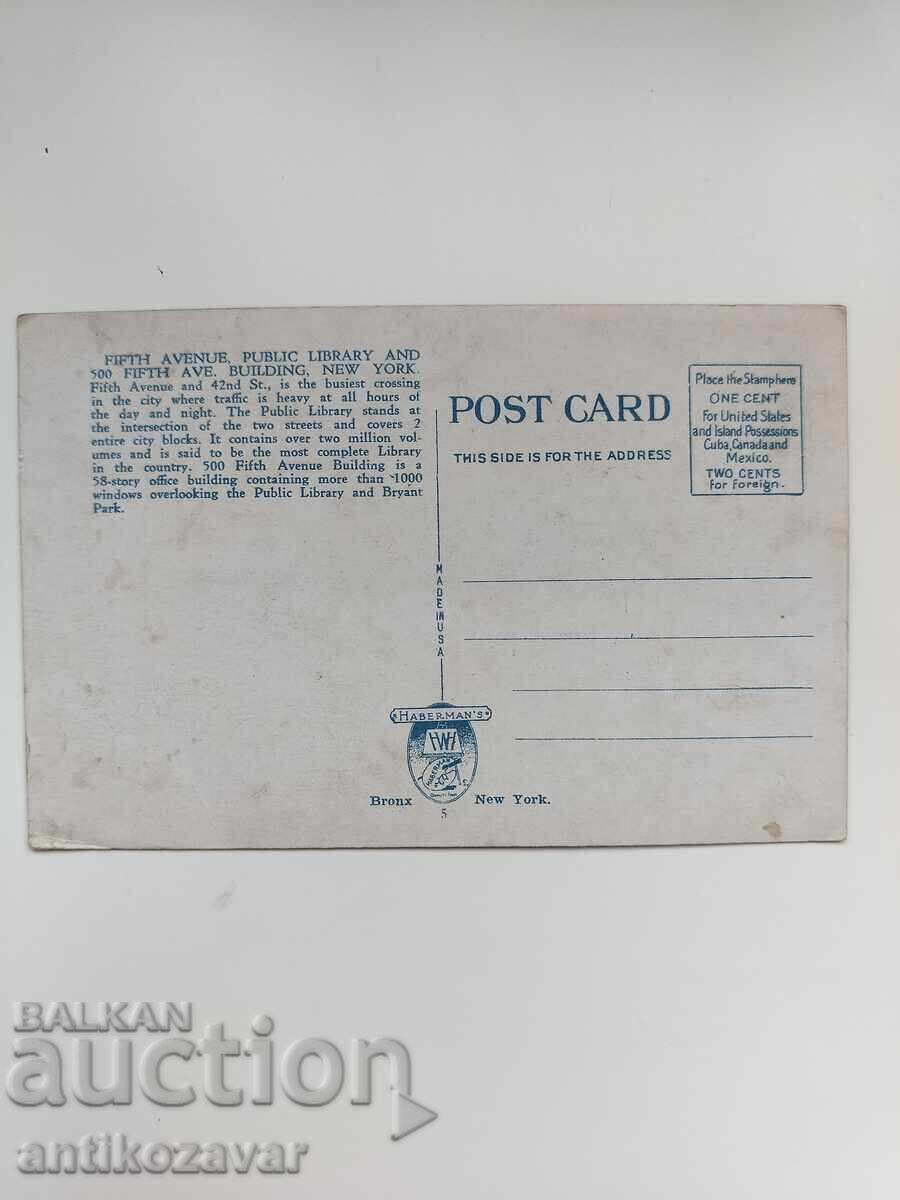 FIFTH AVENUE, PUBLIC LIBRARY AND
500 FIFTH AVE. BUILDING, NEW YORK.
Fifth Avenue and 42nd St., is the busiest crossing
in the city where traffic is heavy at all hours of
the day and night. The Public Library stands at
the intersection of the two streets and covers 2
entire city blocks. It contains over two million vol-
umes and is said to be the most complete Library
in the country. 500 Fifth Avenue Building is a
58-story office building containing more than 1000
windows overlooking the Public Library and Bryant
Park.
POST CARD
THIS SIDE IS FOR THE ADDRESS
Place the Stamp here
ONE CENT
For United States
and Island Possessions
Cuba, Canada and
Mexico.
TWO CENTS
for Foreign.
MADE IN USA
HABERMAN'S
Bronx New York.
5
BALKAN
auction
antikozavar